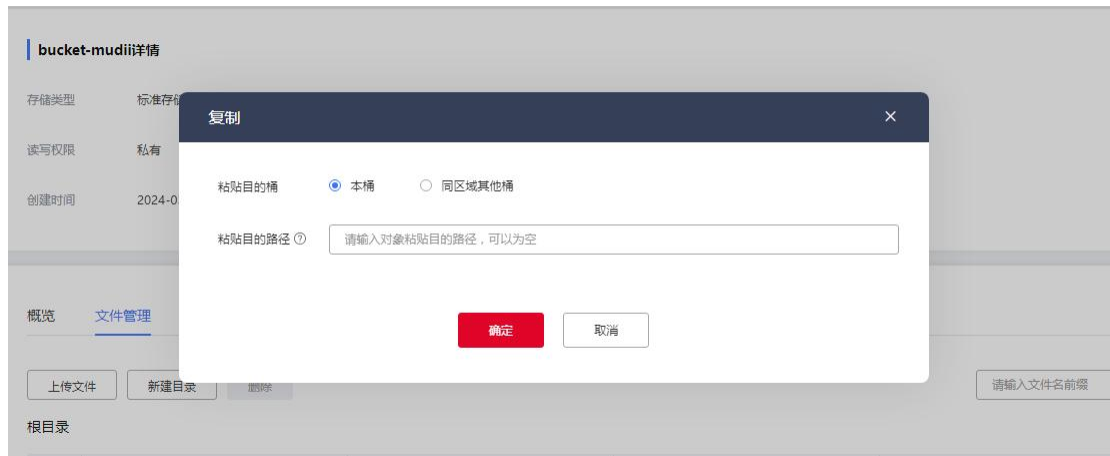 bucket-mudii详情
存储类型 标准存储
读写权限 私有
创建时间 2024-0
复制
粘贴目的桶 本桶 同区域其他桶
粘贴目的路径 ? 请输入对象粘贴目的路径，可以为空
确定 取消
概览 文件管理
上传文件 新建目录 删除
请输入文件名前缀
根目录